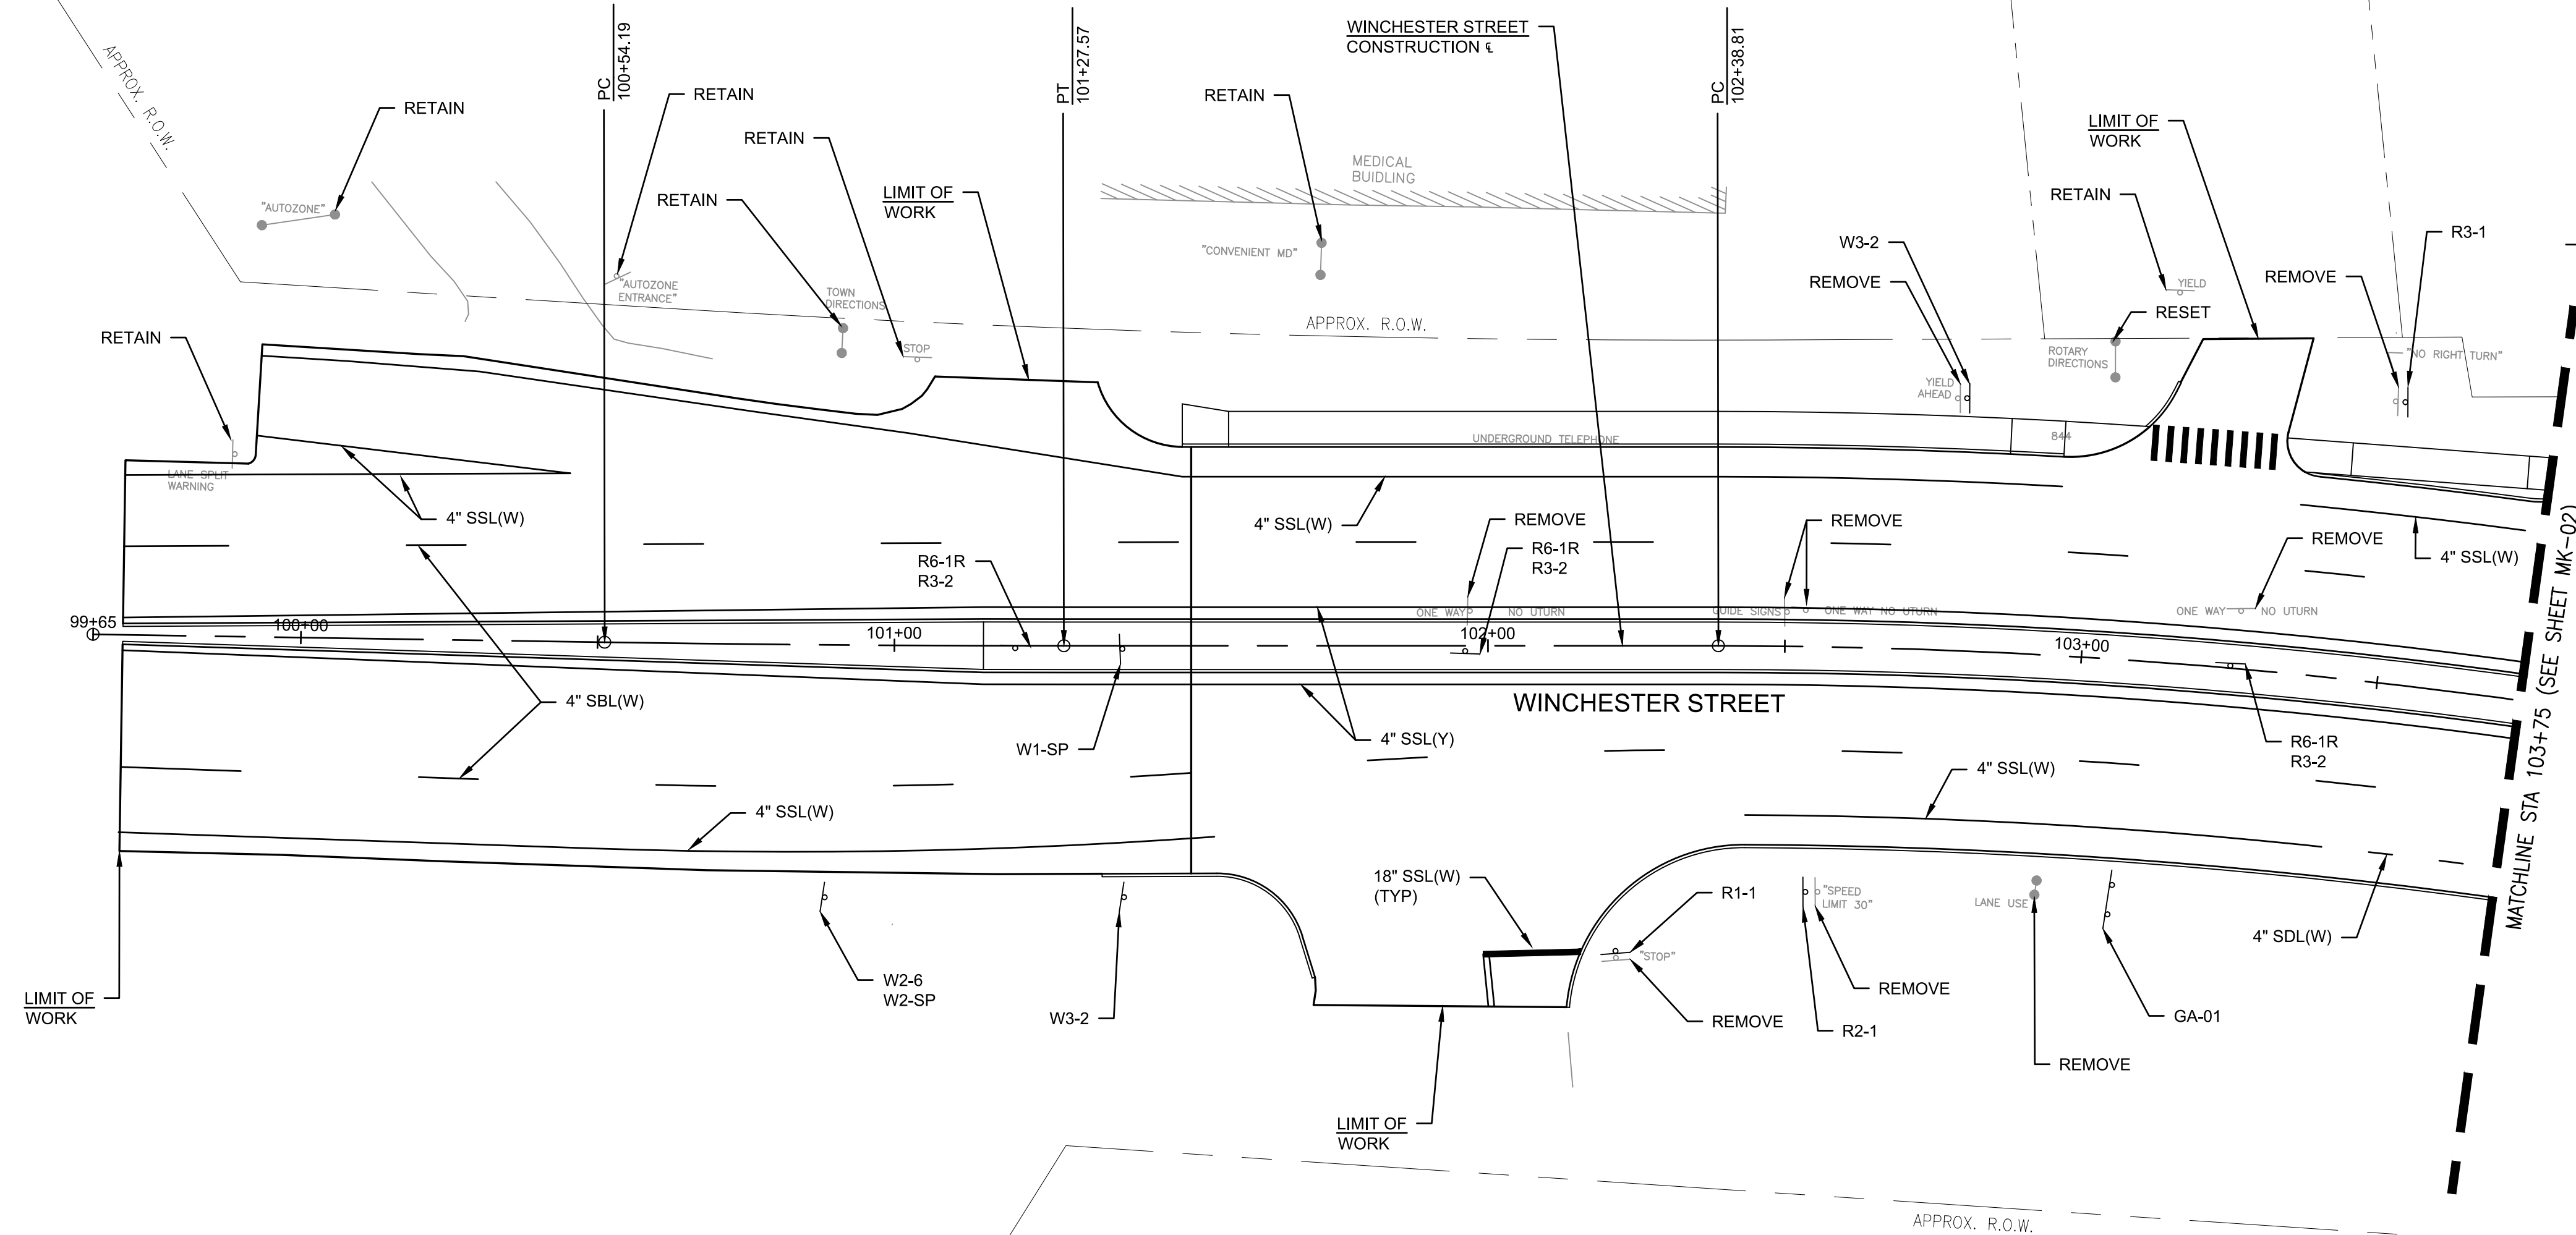 APPROX. R.O.W.
RETAIN
"AUTOZONE"
PC
100+54.19
RETAIN
"AUTOZONE
ENTRANCE"
RETAIN
RETAIN
TOWN
DIRECTIONS
STOP
LIMIT OF
WORK
PT
101+27.57
RETAIN
"CONVENIENT MD"
MEDICAL
BUIDLING
WINCHESTER STREET
CONSTRUCTION ℄
PC
102+38.81
APPROX. R.O.W.
W3-2
REMOVE
YIELD
AHEAD
LIMIT OF
WORK
RETAIN
YIELD
RESET
ROTARY
DIRECTIONS
REMOVE
R3-1
"NO RIGHT TURN"
RETAIN
LANE SPLIT
WARNING
4" SSL(W)
UNDERGROUND TELEPHONE
844
4" SSL(W)
REMOVE
R6-1R
R3-2
R6-1R
R3-2
REMOVE
REMOVE
4" SSL(W)
ONE WAY
NO UTURN
GUIDE SIGNS
ONE WAY NO UTURN
ONE WAY
NO UTURN
99+65
100+00
101+00
102+00
103+00
4" SBL(W)
W1-SP
4" SSL(Y)
WINCHESTER STREET
R6-1R
R3-2
MATCHLINE STA 103+75 (SEE SHEET MK-02)
4" SSL(W)
4" SSL(W)
18" SSL(W)
(TYP)
R1-1
"STOP"
REMOVE
"SPEED
LIMIT 30"
REMOVE
R2-1
LANE USE
REMOVE
GA-01
4" SDL(W)
LIMIT OF
WORK
W2-6
W2-SP
W3-2
LIMIT OF
WORK
APPROX. R.O.W.